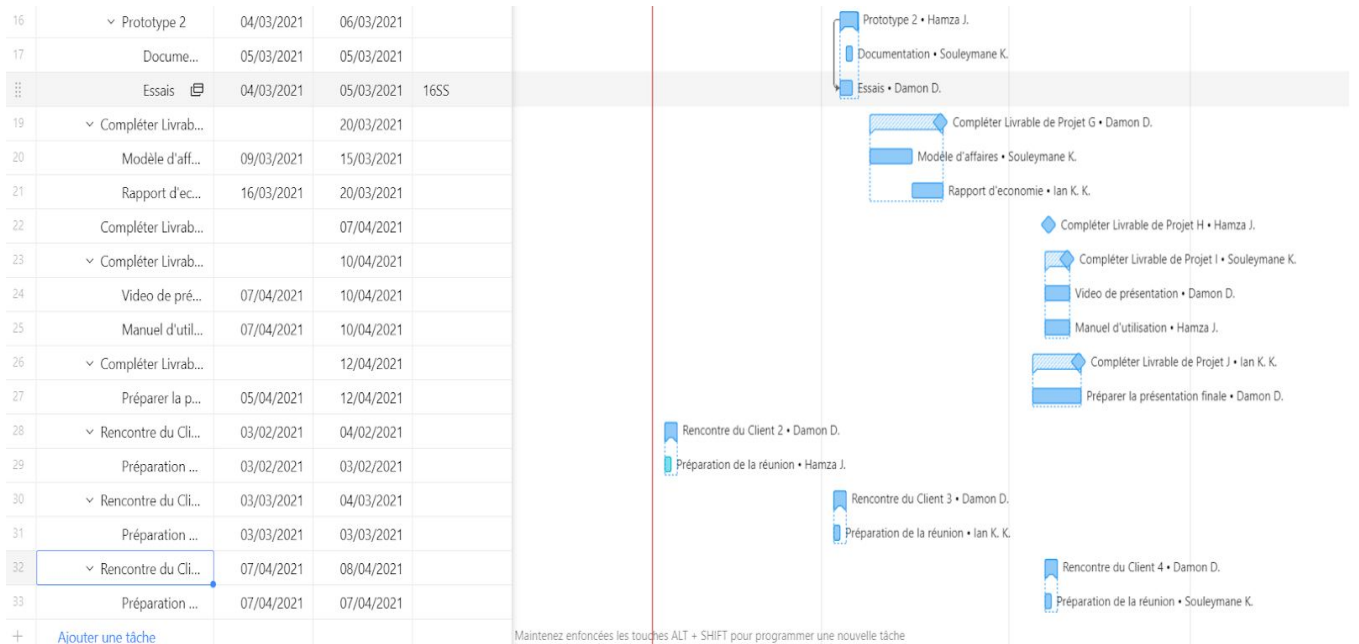 16 Prototype 2 04/03/2021 06/03/2021 Prototype 2 • Hamza J.
17 Docume... 05/03/2021 05/03/2021 Documentation • Souleymane K.
Essais 04/03/2021 05/03/2021 16SS Essais • Damon D.
19 Compléter Livrab... 20/03/2021 Compléter Livrable de Projet G • Damon D.
20 Modèle d'aff... 09/03/2021 15/03/2021 Modèle d'affaires • Souleymane K.
21 Rapport d'ec... 16/03/2021 20/03/2021 Rapport d'economie • Ian K. K.
22 Compléter Livrab... 07/04/2021 Compléter Livrable de Projet H • Hamza J.
23 Compléter Livrab... 10/04/2021 Compléter Livrable de Projet I • Souleymane K.
24 Video de pré... 07/04/2021 10/04/2021 Video de présentation • Damon D.
25 Manuel d'util... 07/04/2021 10/04/2021 Manuel d'utilisation • Hamza J.
26 Compléter Livrab... 12/04/2021 Compléter Livrable de Projet J • Ian K. K.
27 Préparer la p... 05/04/2021 12/04/2021 Préparer la présentation finale • Damon D.
28 Rencontre du Cli... 03/02/2021 04/02/2021 Rencontre du Client 2 • Damon D.
29 Préparation ... 03/02/2021 03/02/2021 Préparation de la réunion • Hamza J.
30 Rencontre du Cli... 03/03/2021 04/03/2021 Rencontre du Client 3 • Damon D.
31 Préparation ... 03/03/2021 03/03/2021 Préparation de la réunion • Ian K. K.
32 Rencontre du Cli... 07/04/2021 08/04/2021 Rencontre du Client 4 • Damon D.
33 Préparation ... 07/04/2021 07/04/2021 Préparation de la réunion • Souleymane K.
+ Ajouter une tâche Maintenez enfoncées les touches ALT + SHIFT pour programmer une nouvelle tâche